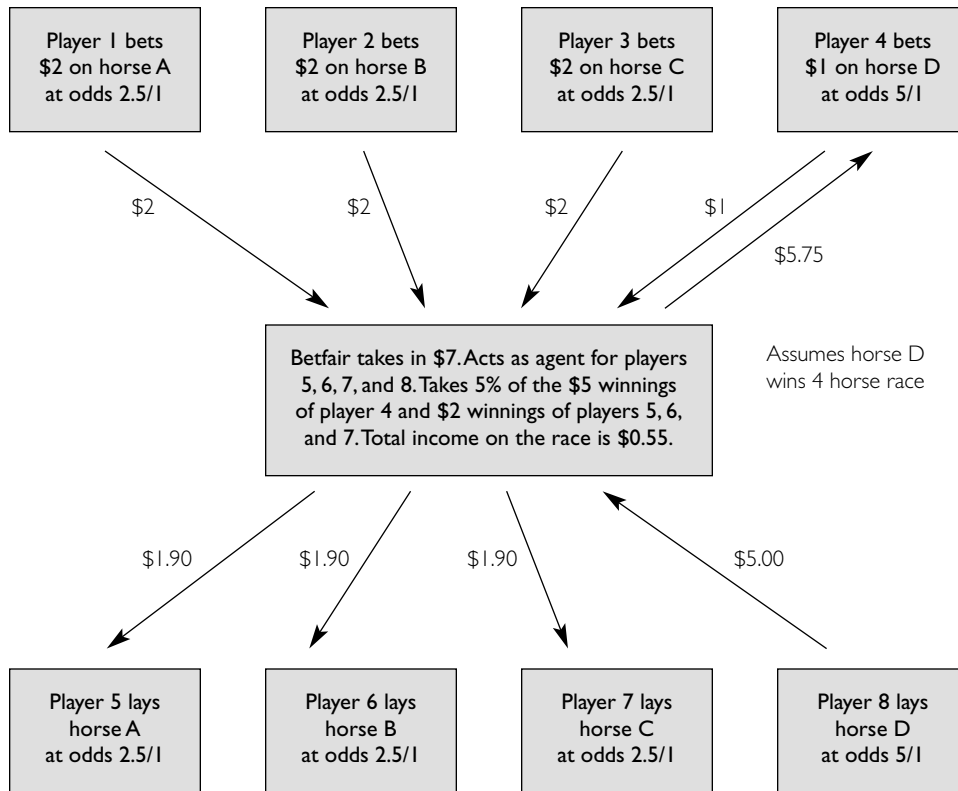 Player 1 bets
$2 on horse A
at odds 2.5/1
Player 2 bets
$2 on horse B
at odds 2.5/1
Player 3 bets
$2 on horse C
at odds 2.5/1
Player 4 bets
$1 on horse D
at odds 5/1
$2
$2
$2
$1
$5.75
Betfair takes in $7. Acts as agent for players
5, 6, 7, and 8. Takes 5% of the $5 winnings
of player 4 and $2 winnings of players 5, 6,
and 7. Total income on the race is $0.55.
Assumes horse D
wins 4 horse race
$1.90
$1.90
$1.90
$5.00
Player 5 lays
horse A
at odds 2.5/1
Player 6 lays
horse B
at odds 2.5/1
Player 7 lays
horse C
at odds 2.5/1
Player 8 lays
horse D
at odds 5/1